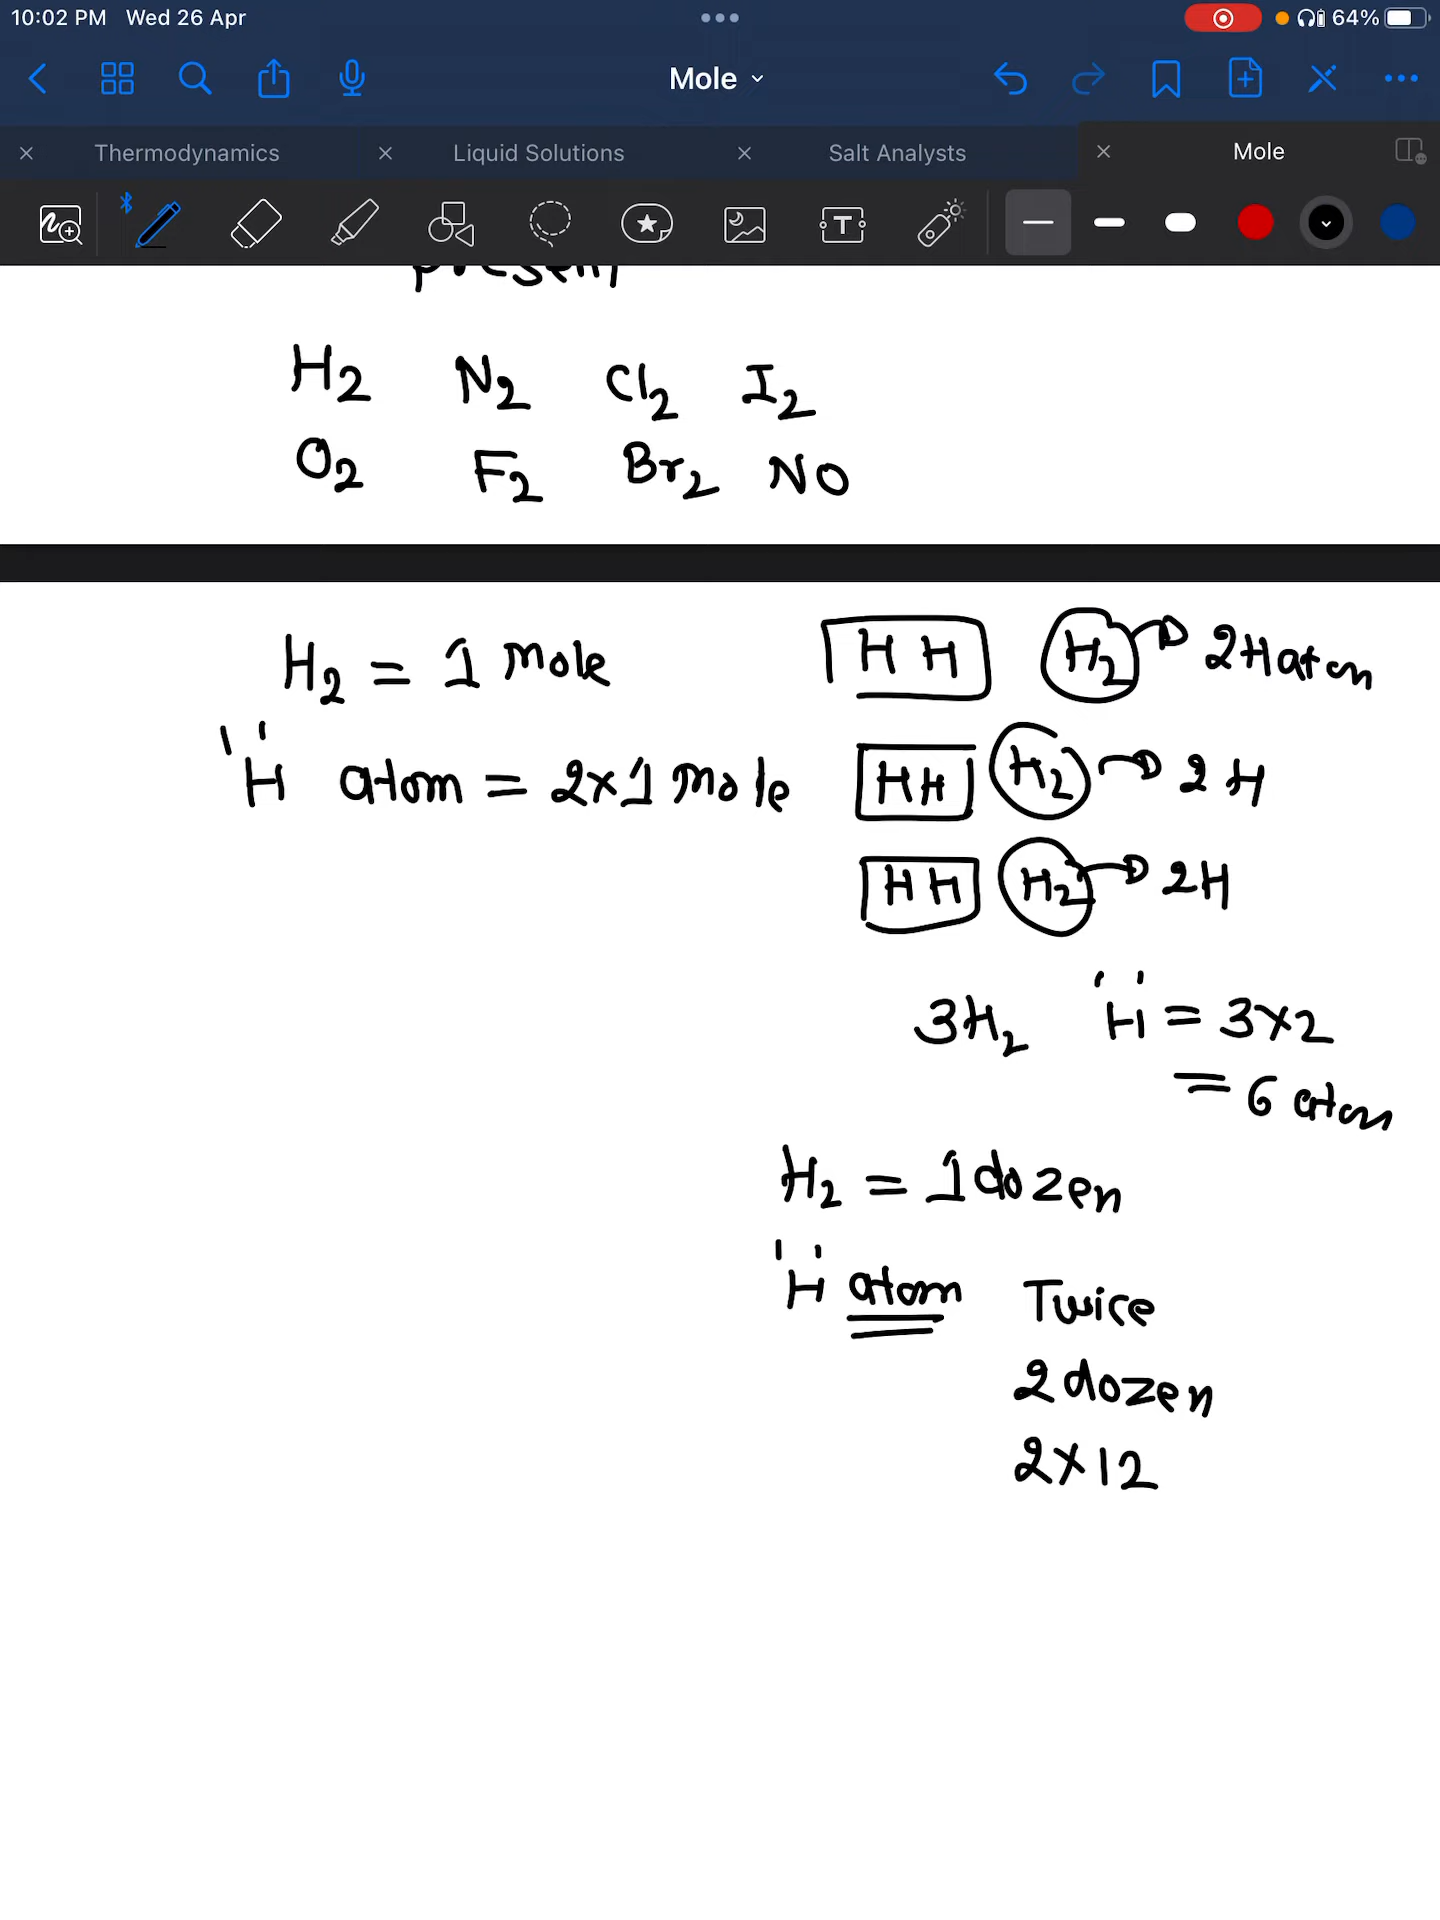 10:02 PM Wed 26 Apr 64%
Mole
Thermodynamics Liquid Solutions Salt Analysts Mole
T
present
H₂ N₂ Cl₂ I₂
O₂ F₂ Br₂ NO
H₂ = 1 mole
'H' atom = 2×1 mole
H H H₂ 2H atom
H H H₂ 2 H
H H H₂ 2H
3H₂ 'H' = 3×2
= 6 atom
H₂ = 1 dozen
'H' atom Twice
2 dozen
2×12